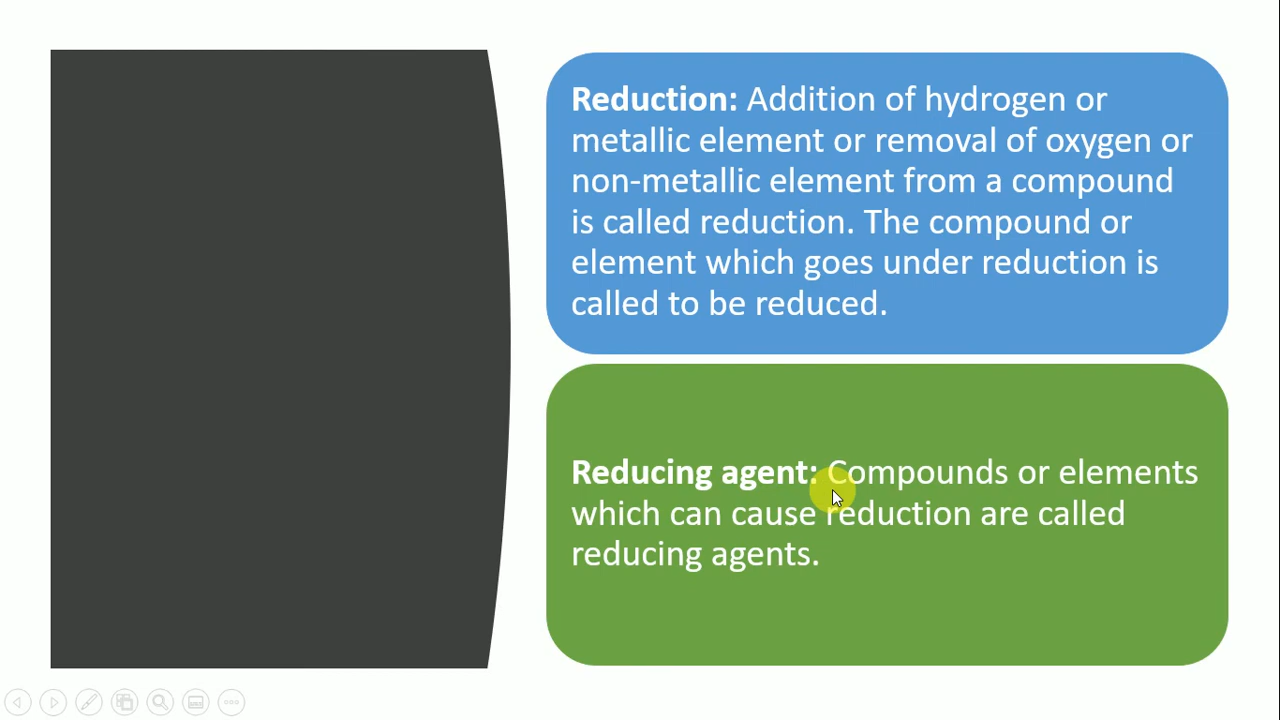 Reduction: Addition of hydrogen or
metallic element or removal of oxygen or
non-metallic element from a compound
is called reduction. The compound or
element which goes under reduction is
called to be reduced.
Reducing agent: Compounds or elements
which can cause reduction are called
reducing agents.